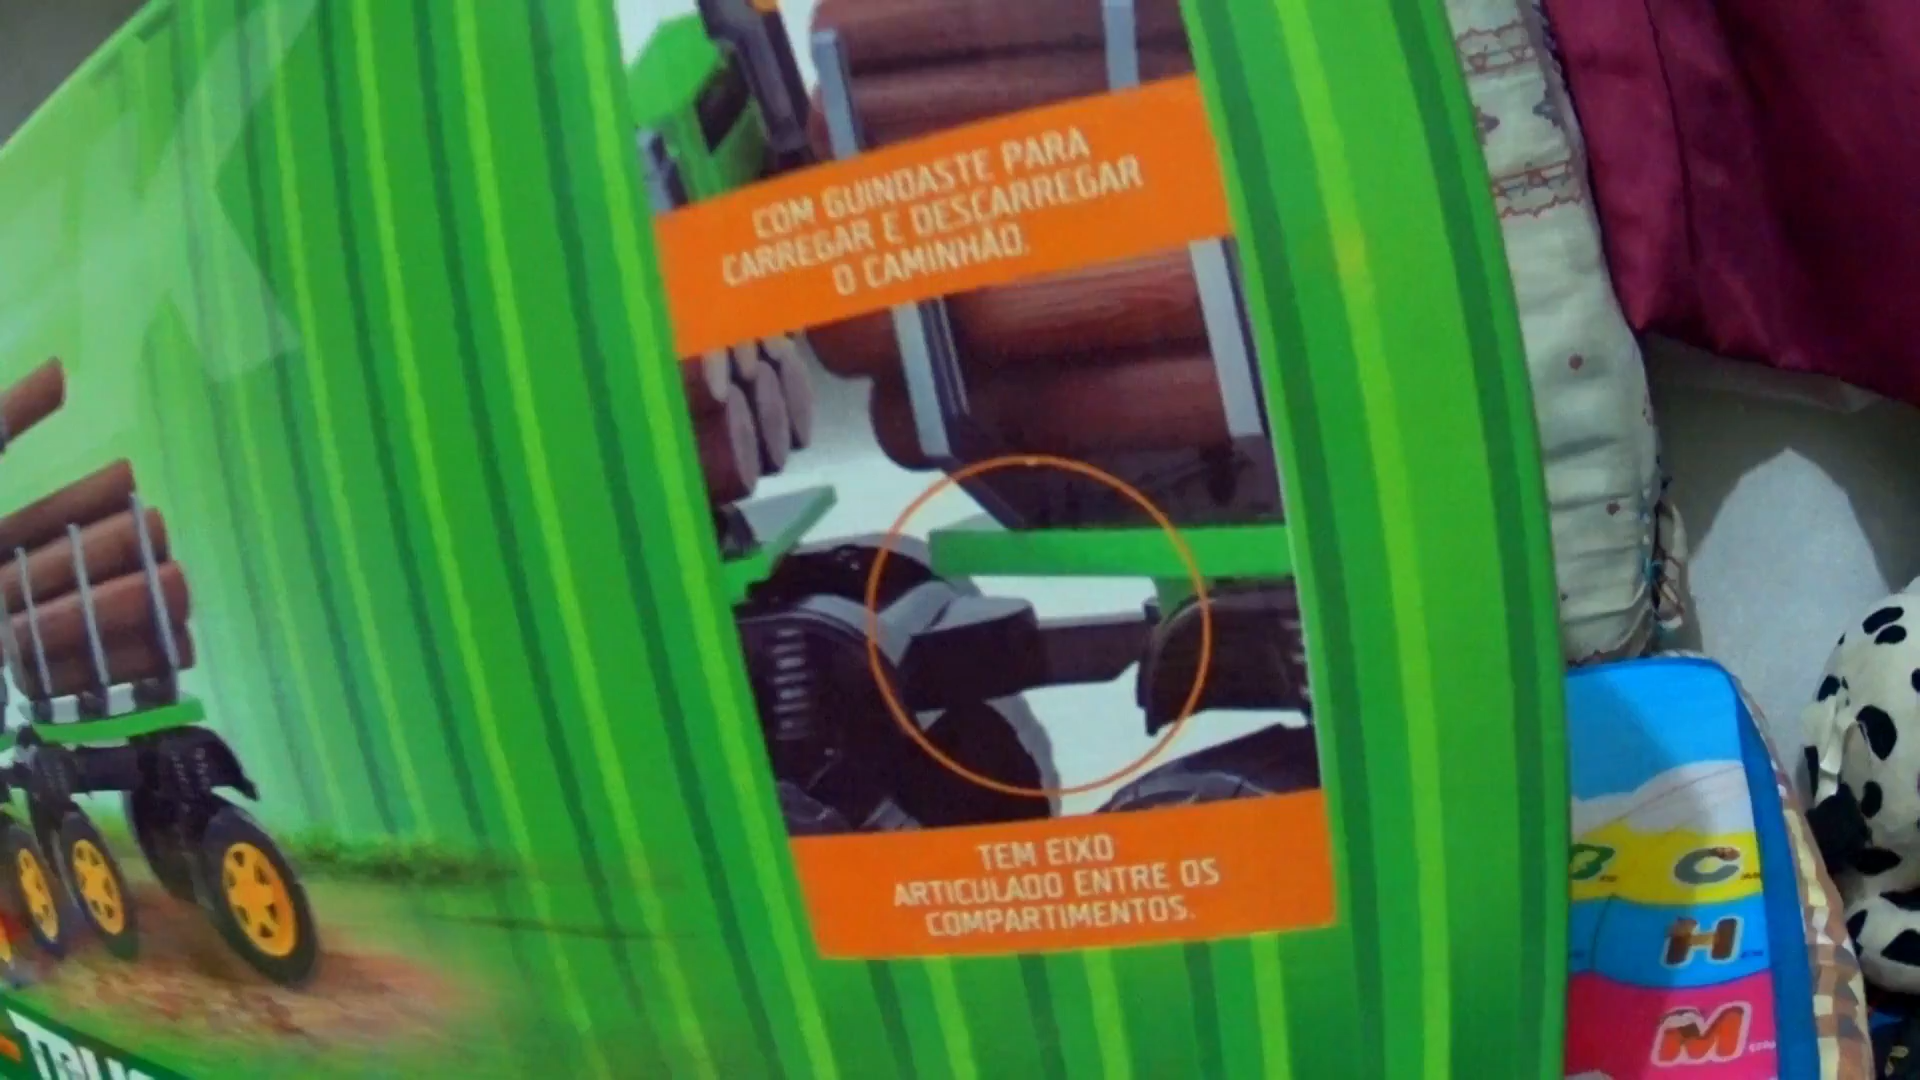 COM GUINDASTE PARA
CARREGAR E DESCARREGAR
O CAMINHÃO.
TEM EIXO
ARTICULADO ENTRE OS
COMPARTIMENTOS.
C
H
M